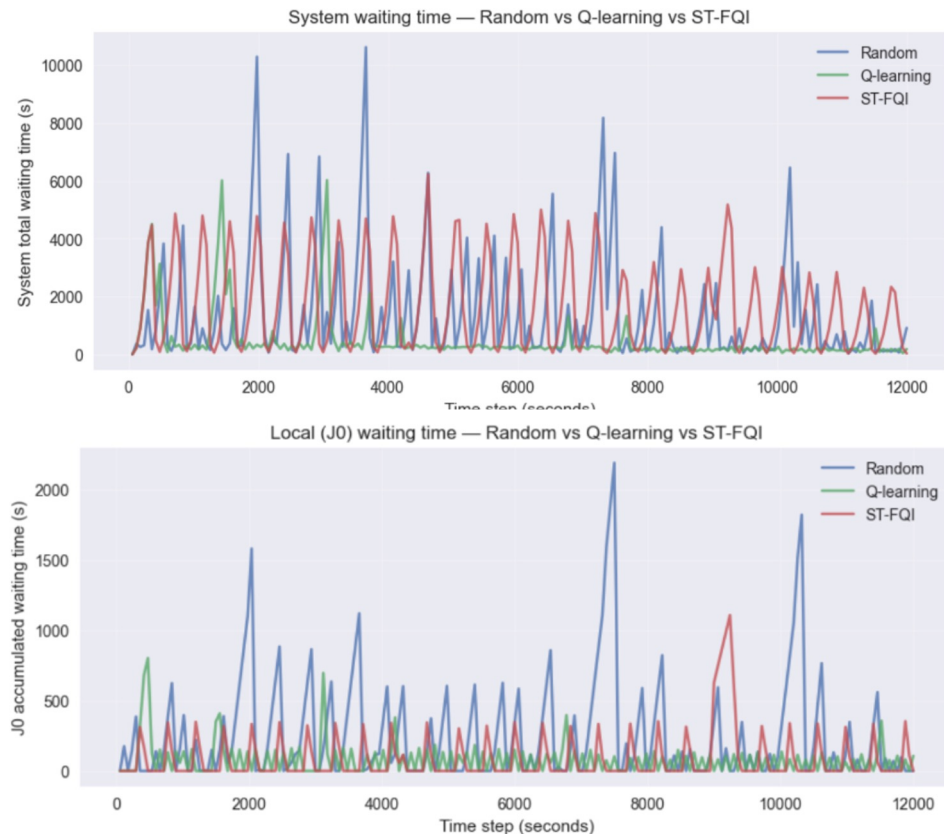 System waiting time — Random vs Q-learning vs ST-FQI
System total waiting time (s)
10000
8000
6000
4000
2000
0
Random
Q-learning
ST-FQI
0 2000 4000 6000 8000 10000 12000
Time step (seconds)
Local (J0) waiting time — Random vs Q-learning vs ST-FQI
J0 accumulated waiting time (s)
2000
1500
1000
500
0
Random
Q-learning
ST-FQI
0 2000 4000 6000 8000 10000 12000
Time step (seconds)